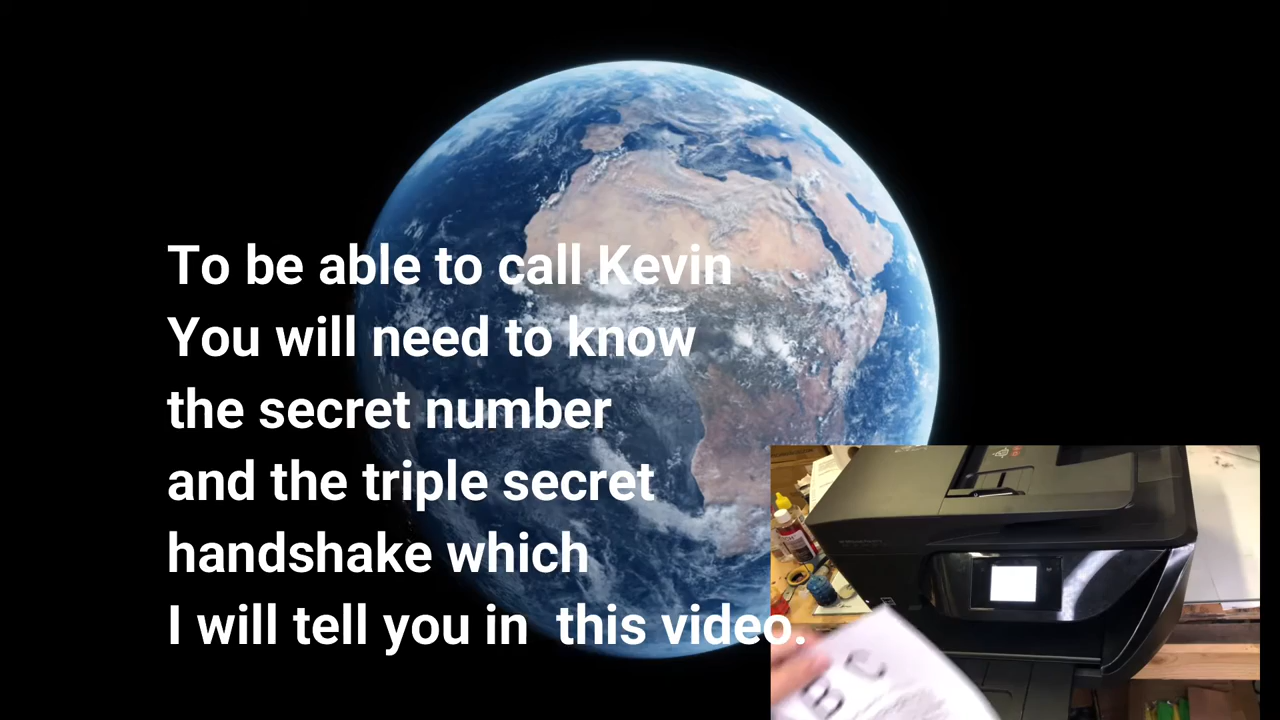 To be able to call Kevin
You will need to know
the secret number
and the triple secret
handshake which
I will tell you in  this video.
B C